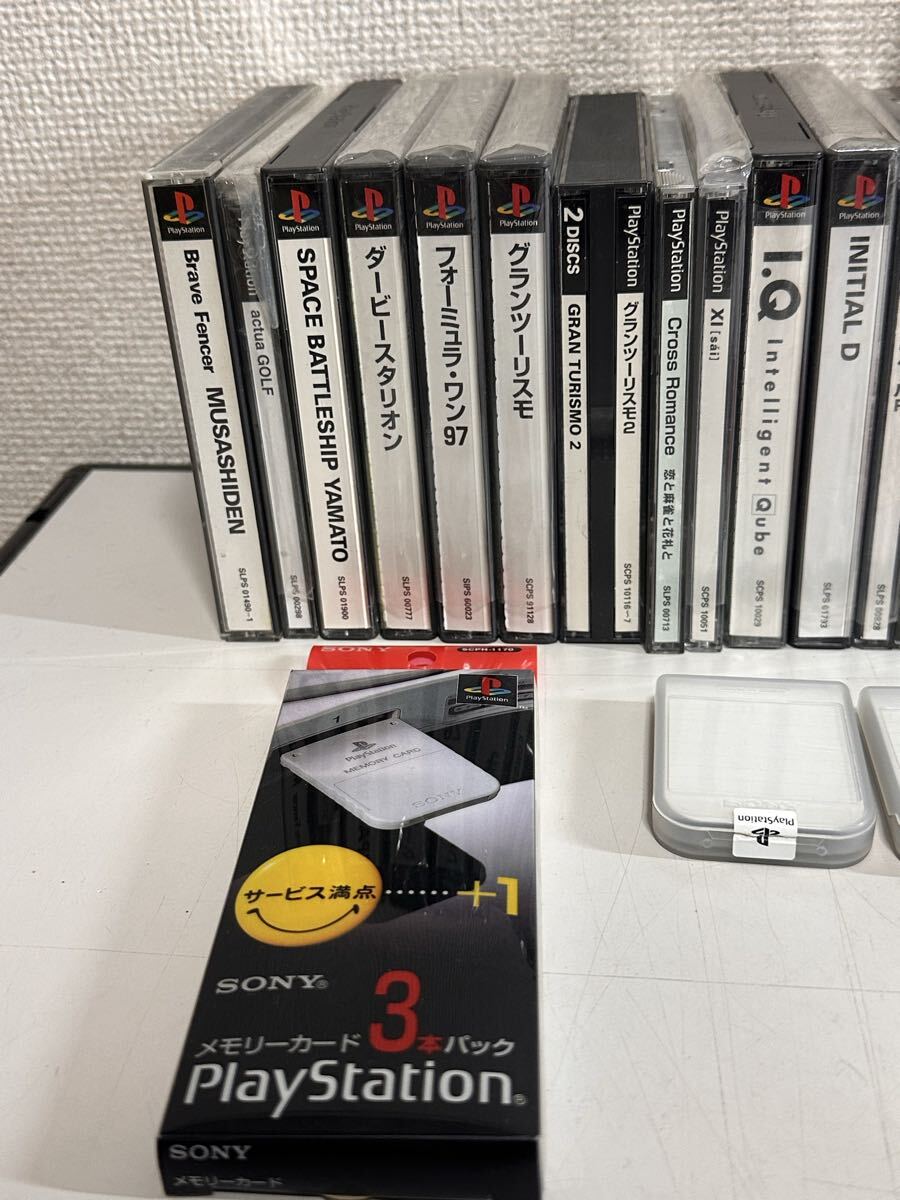 PlayStation
Brave Fencer MUSASHIDEN
SLPS 01490~1
PlayStation
actua GOLF
SLPS 00298
PlayStation
SPACE BATTLESHIP YAMATO
SLPS 01900
PlayStation
ダービースタリオン
SLPS 00777
PlayStation
フォーミュラ・ワン97
SIPS 60023
PlayStation
グランツーリスモ
SCPS 91128
2 DISCS
GRAN TURISMO 2
PlayStation
グランツーリスモ2
SCPS 10116~7
PlayStation
Cross Romance 恋と麻雀と花札と
SLPS 00713
PlayStation
XI [sái]
SCPS 10051
PlayStation
I.Q Intelligent Qube
SCPS 10029
PlayStation
INITIAL D
SLPS 01793
SONY
SCPH-1170
PlayStation
1
PlayStation
MEMORY CARD
SONY
サービス満点……+1
SONY®
メモリーカード3本パック
PlayStation®
SONY
メモリーカード
SONY
PlayStation